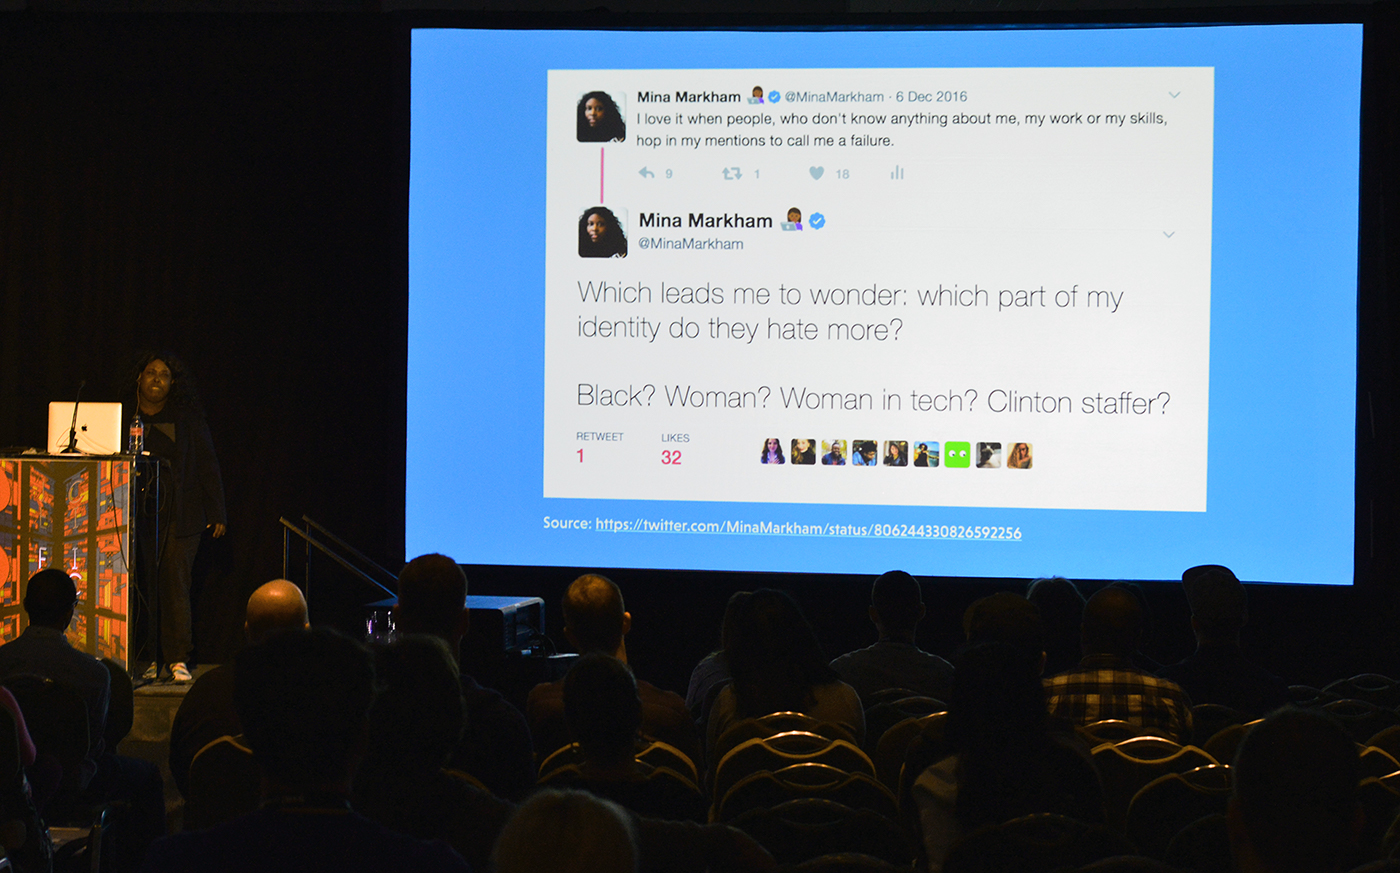 Mina Markham @MinaMarkham · 6 Dec 2016
I love it when people, who don't know anything about me, my work or my skills,
hop in my mentions to call me a failure.
9 1 18
Mina Markham
@MinaMarkham
Which leads me to wonder: which part of my
identity do they hate more?
Black? Woman? Woman in tech? Clinton staffer?
RETWEET LIKES
1 32
Source: https://twitter.com/MinaMarkham/status/806244330826592256